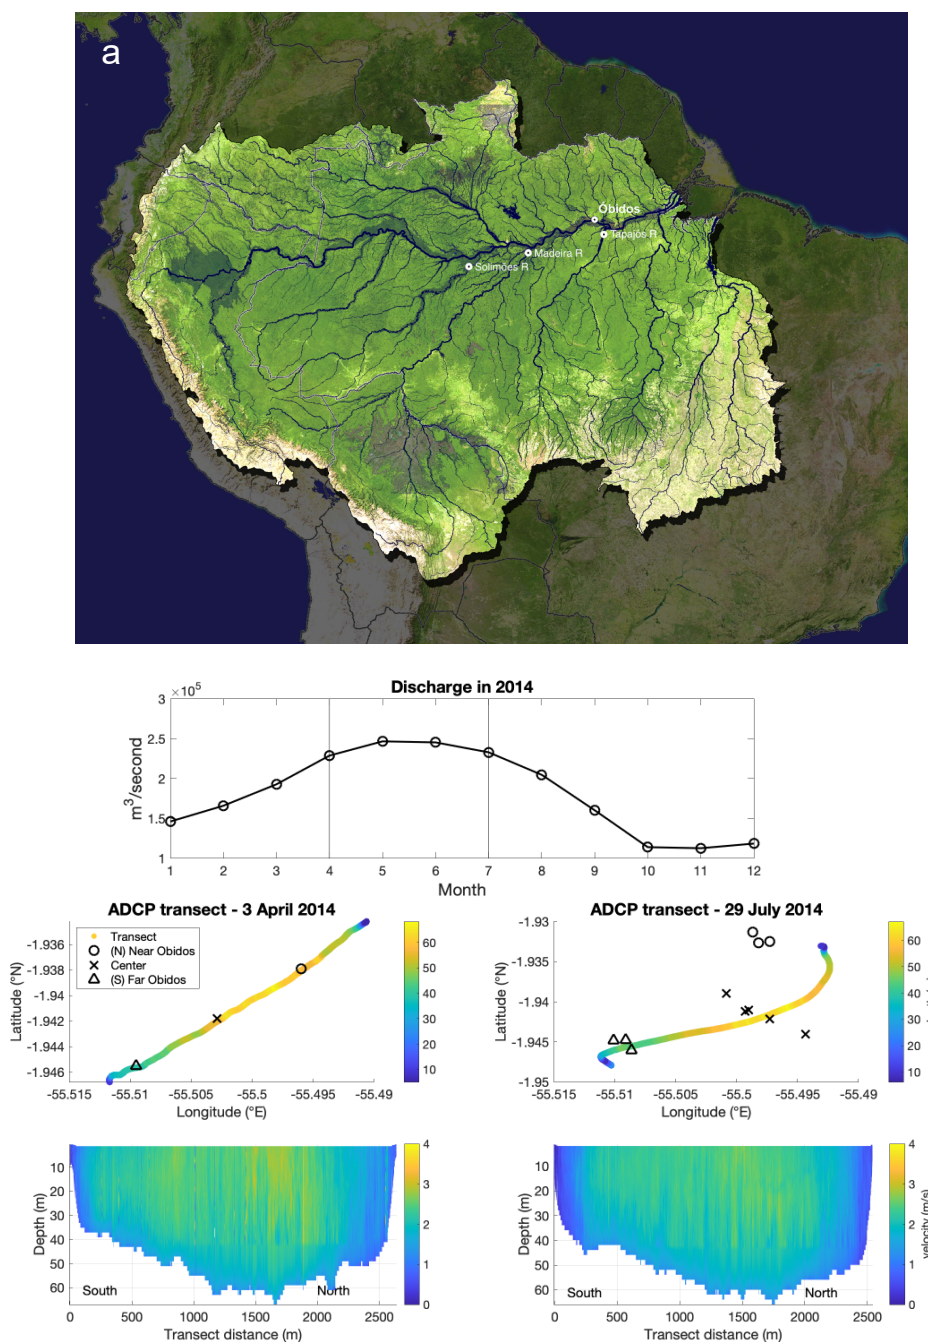 a
Óbidos
Tapajós R
Madeira R
Solimões R
Discharge in 2014
×10⁵
3
2.5
2
1.5
1
m³/second
1 2 3 4 5 6 7 8 9 10 11 12
Month
ADCP transect - 3 April 2014
Transect
(N) Near Obidos
Center
(S) Far Obidos
-1.936
-1.938
-1.94
-1.942
-1.944
-1.946
Latitude (°N)
-55.515 -55.51 -55.505 -55.5 -55.495 -55.49
Longitude (°E)
60
50
40
30
20
10
ADCP transect - 29 July 2014
-1.93
-1.935
-1.94
-1.945
-1.95
Latitude (°N)
-55.515 -55.51 -55.505 -55.5 -55.495 -55.49
Longitude (°E)
60
50
40
30
20
10
10
20
30
40
50
60
Depth (m)
South
North
0 500 1000 1500 2000 2500
Transect distance (m)
4
3
2
1
0
10
20
30
40
50
60
Depth (m)
South
North
0 500 1000 1500 2000 2500
Transect distance (m)
4
3
2
1
0
velocity (m/s)